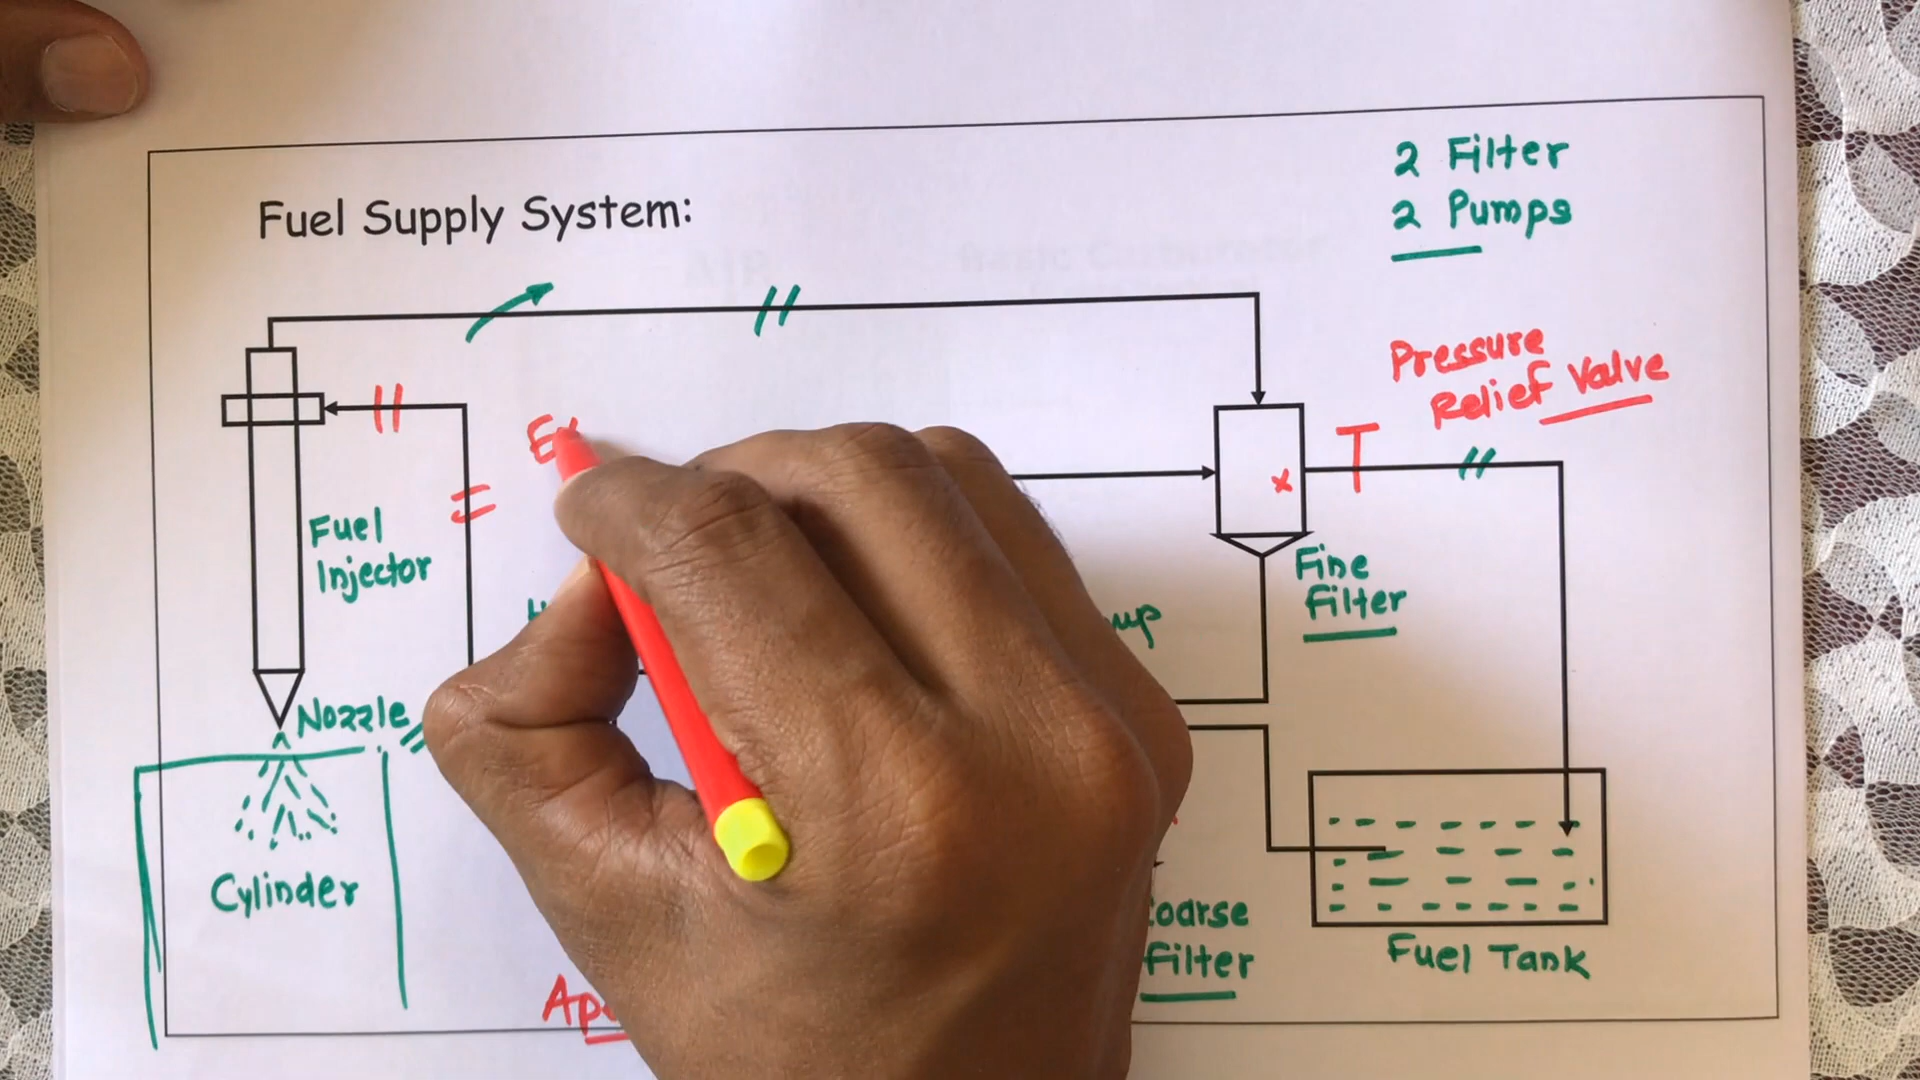 2 Filter
2 Pumps
Fuel Supply System:
Pressure
Relief Valve
Fuel
Injector
Fine
Filter
Nozzle
Cylinder
Coarse
Filter
Fuel Tank